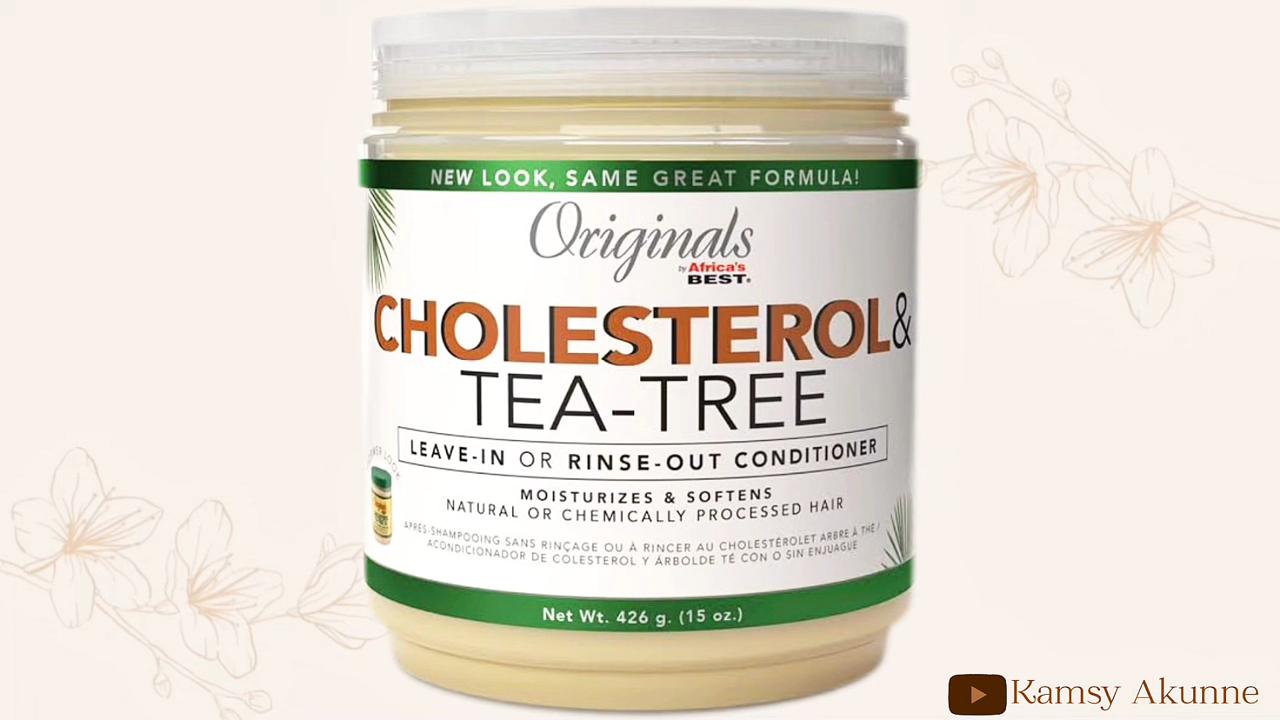 NEW LOOK, SAME GREAT FORMULA!
Originals
by Africa's
BEST®
CHOLESTEROL &
TEA-TREE
LEAVE-IN OR RINSE-OUT CONDITIONER
MOISTURIZES & SOFTENS
NATURAL OR CHEMICALLY PROCESSED HAIR
APRÈS-SHAMPOOING SANS RINÇAGE OU À RINCER AU CHOLESTÉROLET ARBRE À THÉ /
ACONDICIONADOR DE COLESTEROL Y ÁRBOLDE TÉ CON O SIN ENJUAGUE
LOOK
Net Wt. 426 g. (15 oz.)
Kamsy Akunne